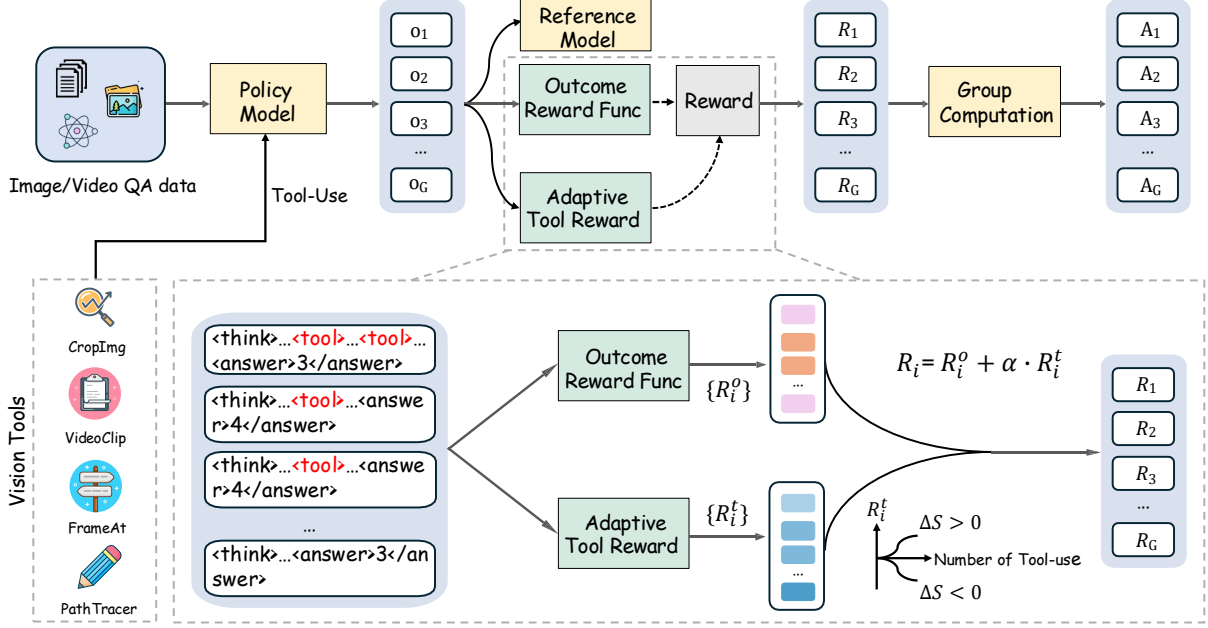 Image/Video QA data
Policy
Model
Tool-Use
o₁
o₂
o₃
...
o_G
Reference
Model
Outcome
Reward Func
Reward
Adaptive
Tool Reward
R₁
R₂
R₃
...
R_G
Group
Computation
A₁
A₂
A₃
...
A_G
Vision Tools
CropImg
VideoClip
FrameAt
PathTracer
<think>...<tool>...<tool>...
<answer>3</answer>
<think>...<tool>...<answe
r>4</answer>
<think>...<tool>...<answe
r>4</answer>
...
<think>...<answer>3</an
swer>
Outcome
Reward Func
{R_i^o}
...
Adaptive
Tool Reward
{R_i^t}
...
R_i = R_i^o + α · R_i^t
R_i^t
ΔS > 0
Number of Tool-use
ΔS < 0
R₁
R₂
R₃
...
R_G